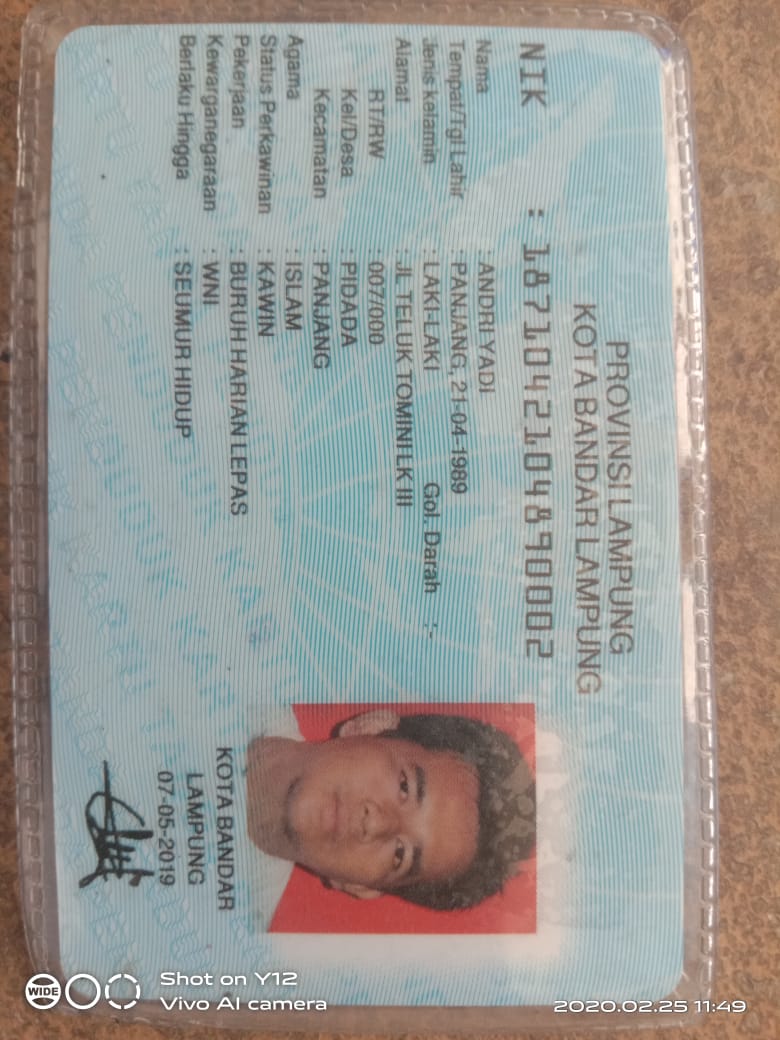 PROVINSI LAMPUNG
KOTA BANDAR LAMPUNG
NIK : 1871042104890002
Nama : ANDRI YADI
Tempat/Tgl Lahir : PANJANG, 21-04-1989
Jenis kelamin : LAKI-LAKI Gol. Darah :-
Alamat : JL TELUK TOMINI LK III
RT/RW : 007/000
Kel/Desa : PIDADA
Kecamatan : PANJANG
Agama : ISLAM
Status Perkawinan : KAWIN
Pekerjaan : BURUH HARIAN LEPAS
Kewarganegaraan : WNI
Berlaku Hingga : SEUMUR HIDUP
KOTA BANDAR
LAMPUNG
07-05-2019
WIDE
Shot on Y12
Vivo AI camera
2020.02.25 11:49